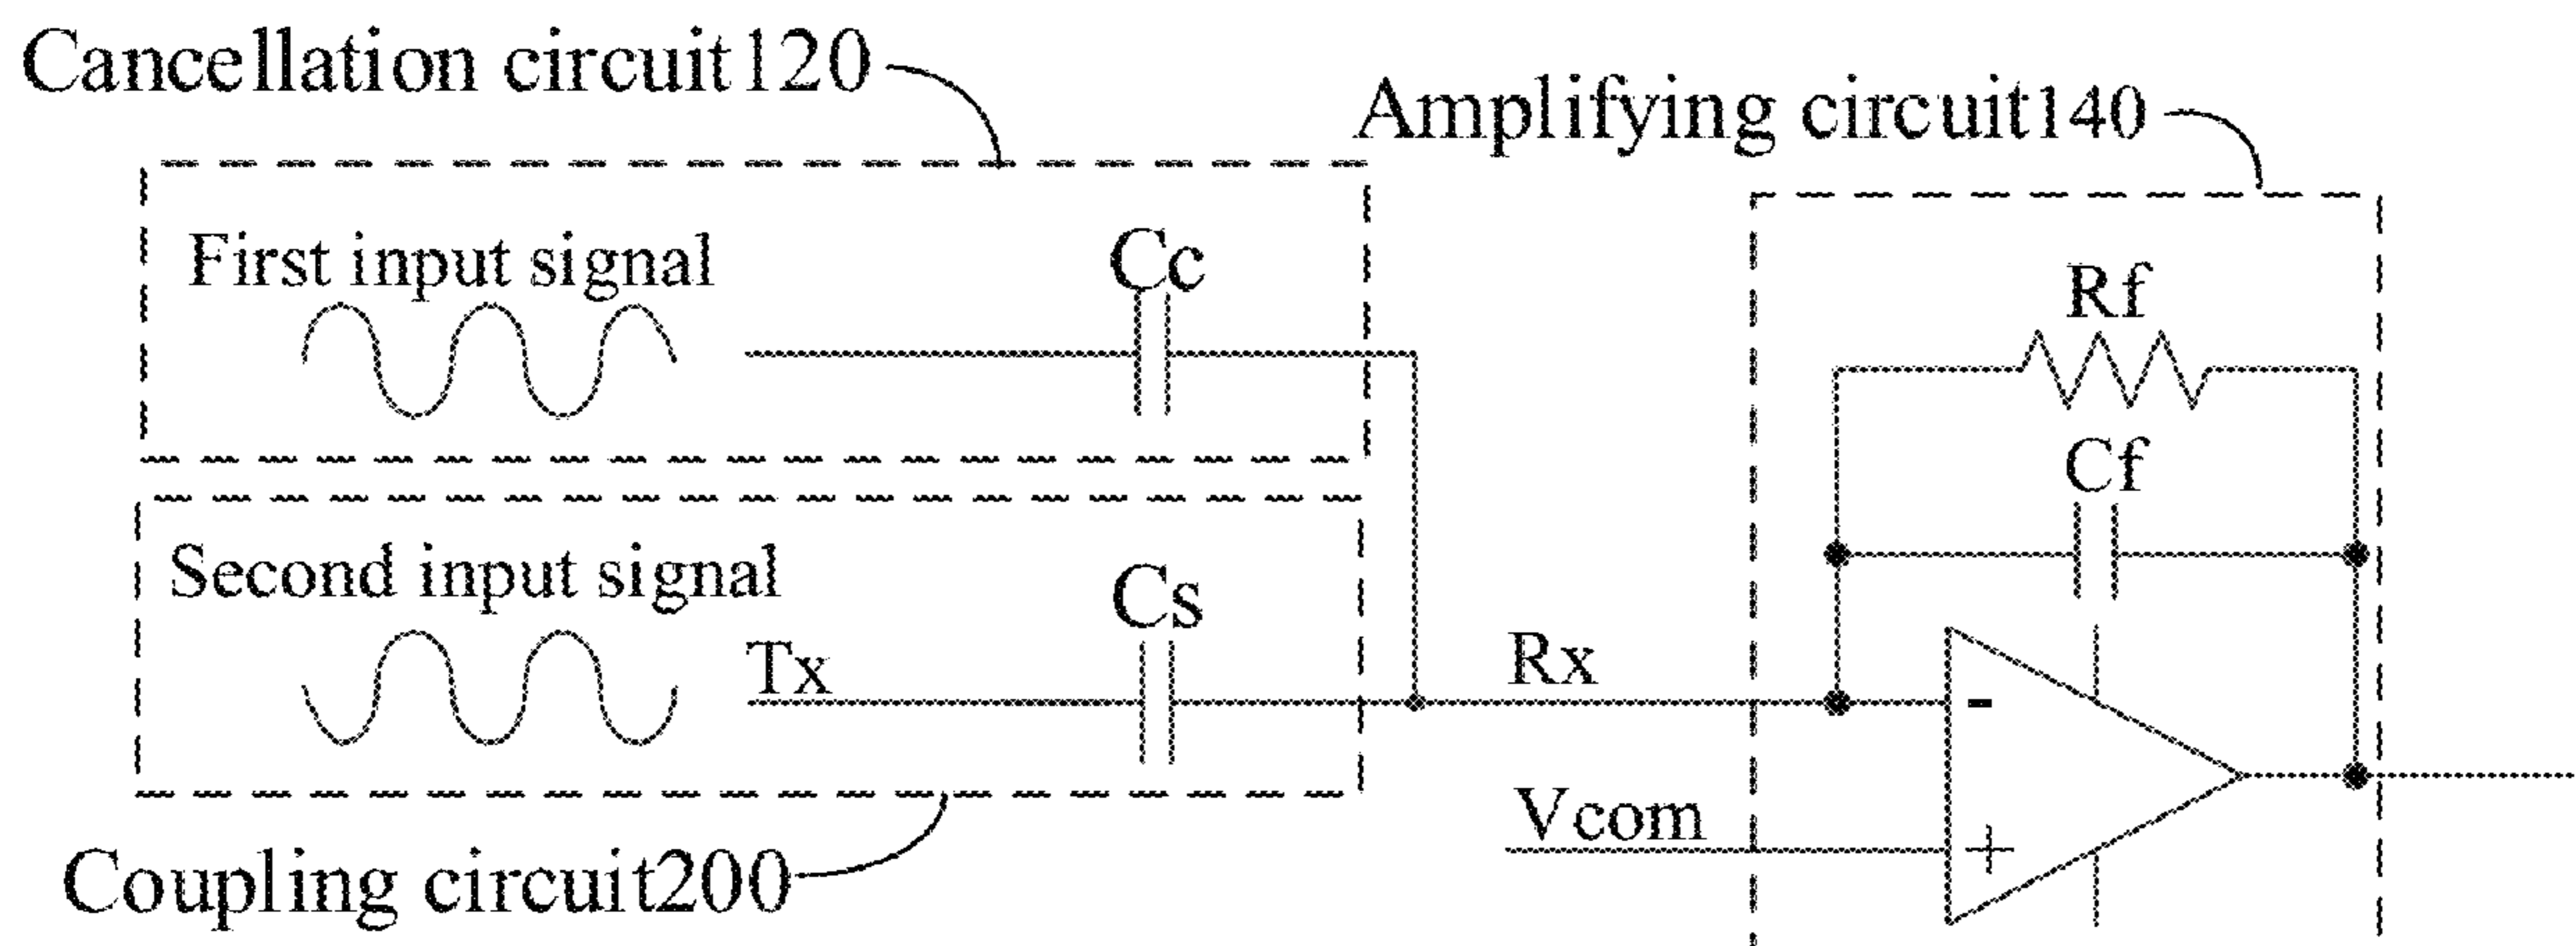 Cancellation circuit120
Amplifying circuit140
First input signal
Cc
Rf
Cf
Second input signal
Cs
Tx
Rx
-
Vcom
+
Coupling circuit200